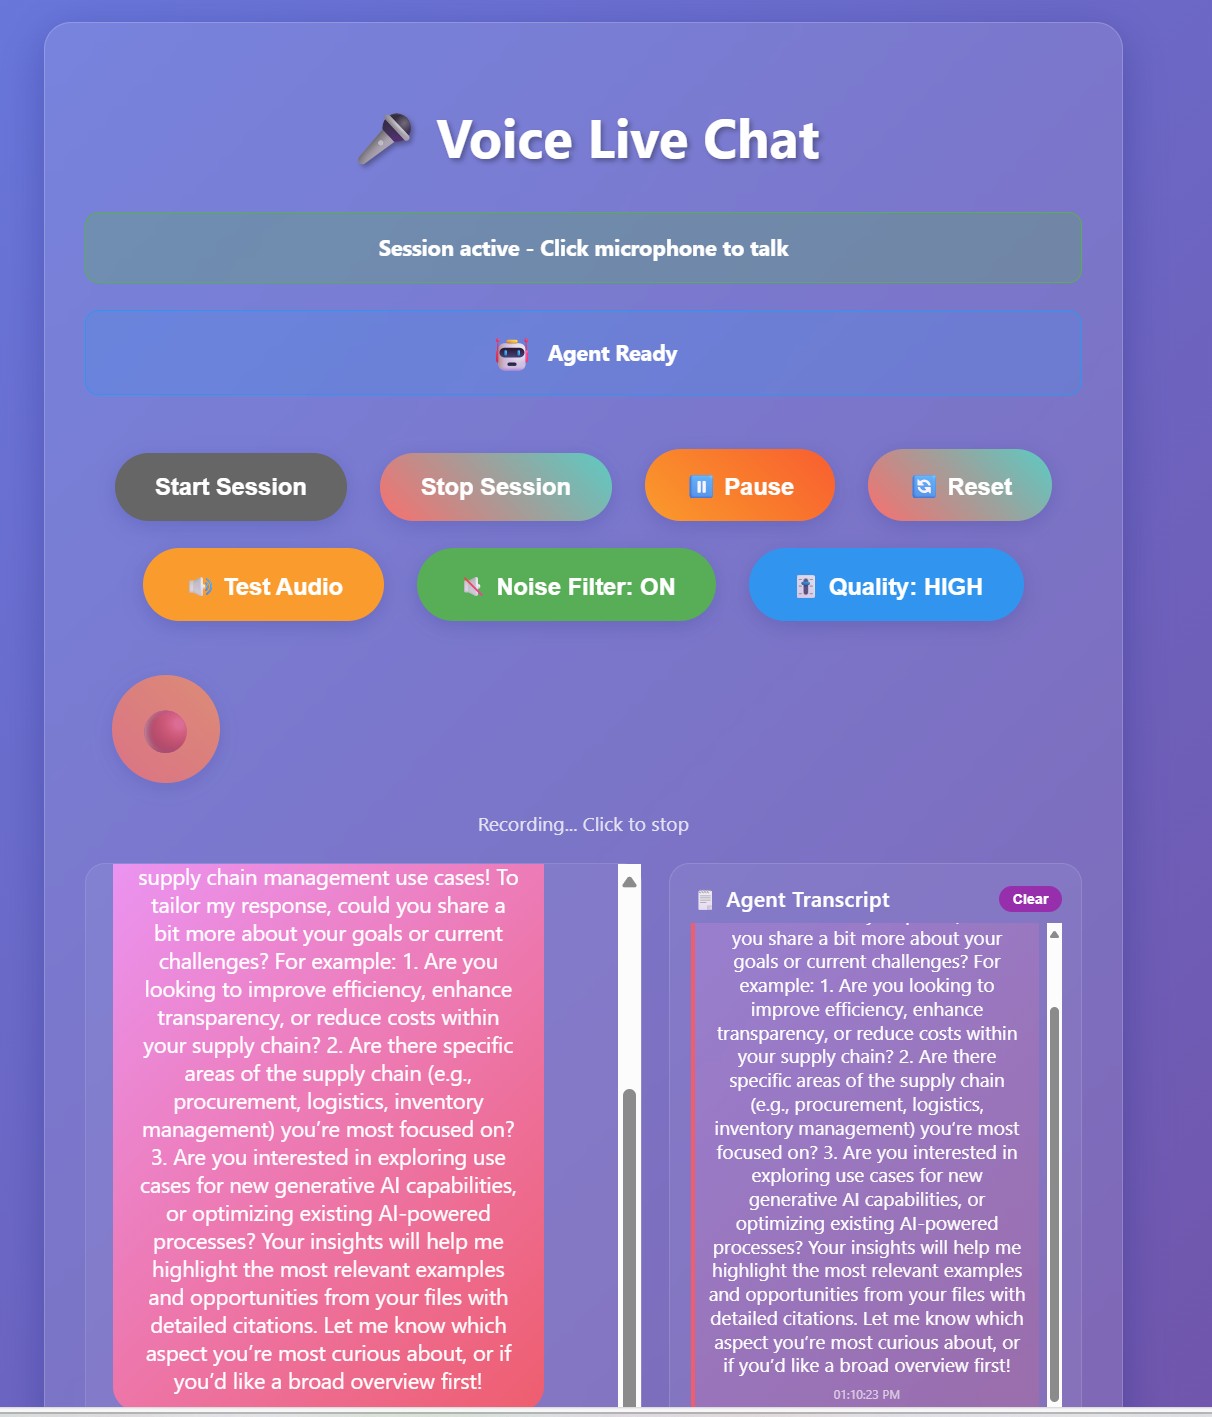 Voice Live Chat
Session active - Click microphone to talk
Agent Ready
Start Session
Stop Session
Pause
Reset
Test Audio
Noise Filter: ON
Quality: HIGH
Recording... Click to stop
supply chain management use cases! To
tailor my response, could you share a
bit more about your goals or current
challenges? For example: 1. Are you
looking to improve efficiency, enhance
transparency, or reduce costs within
your supply chain? 2. Are there specific
areas of the supply chain (e.g.,
procurement, logistics, inventory
management) you’re most focused on?
3. Are you interested in exploring use
cases for new generative AI capabilities,
or optimizing existing AI-powered
processes? Your insights will help me
highlight the most relevant examples
and opportunities from your files with
detailed citations. Let me know which
aspect you’re most curious about, or if
you’d like a broad overview first!
Agent Transcript
Clear
you share a bit more about your
goals or current challenges? For
example: 1. Are you looking to
improve efficiency, enhance
transparency, or reduce costs within
your supply chain? 2. Are there
specific areas of the supply chain
(e.g., procurement, logistics,
inventory management) you’re most
focused on? 3. Are you interested in
exploring use cases for new
generative AI capabilities, or
optimizing existing AI-powered
processes? Your insights will help me
highlight the most relevant examples
and opportunities from your files with
detailed citations. Let me know which
aspect you’re most curious about, or
if you’d like a broad overview first!
01:10:23 PM